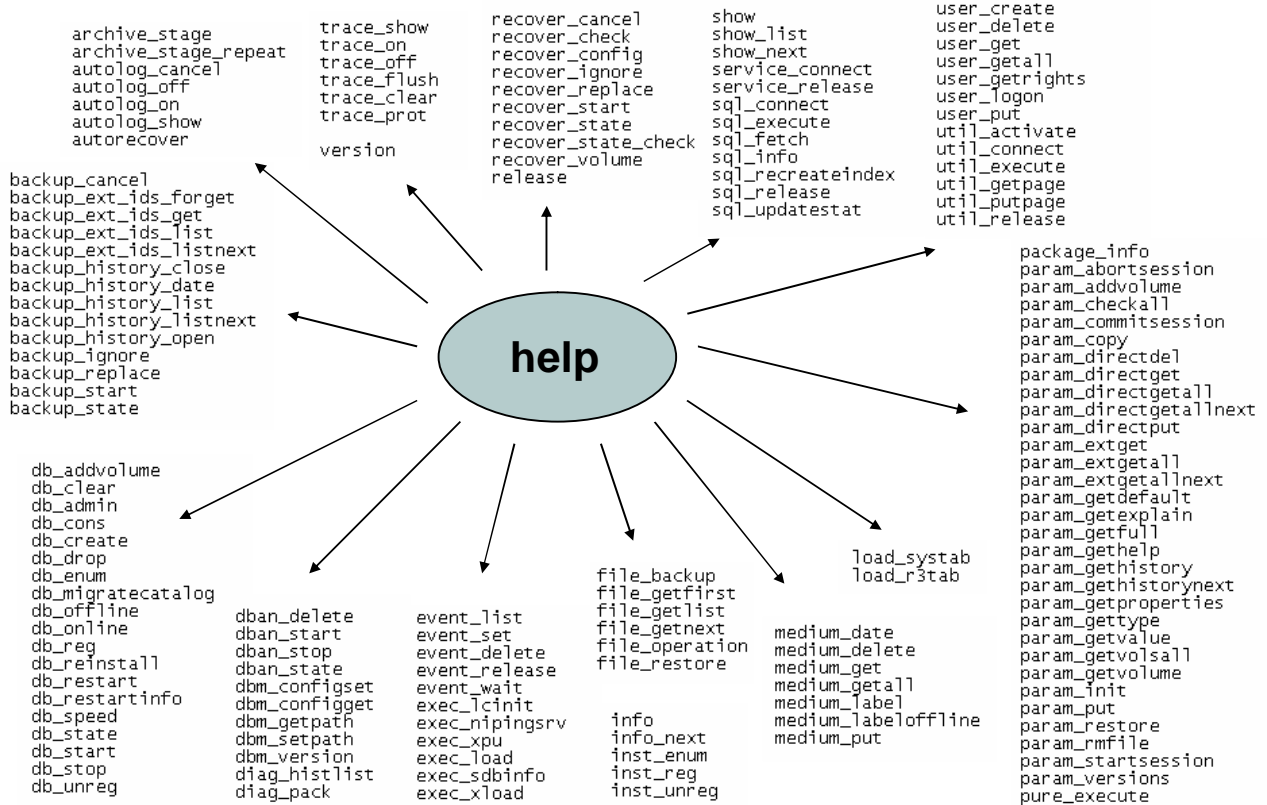 archive_stage
archive_stage_repeat
autolog_cancel
autolog_off
autolog_on
autolog_show
autorecover
trace_show
trace_on
trace_off
trace_flush
trace_clear
trace_prot
version
recover_cancel
recover_check
recover_config
recover_ignore
recover_replace
recover_start
recover_state
recover_state_check
recover_volume
release
show
show_list
show_next
service_connect
service_release
sql_connect
sql_execute
sql_fetch
sql_info
sql_recreateindex
sql_release
sql_updatestat
user_create
user_delete
user_get
user_getall
user_getrights
user_logon
user_put
util_activate
util_connect
util_execute
util_getpage
util_putpage
util_release
backup_cancel
backup_ext_ids_forget
backup_ext_ids_get
backup_ext_ids_list
backup_ext_ids_listnext
backup_history_close
backup_history_date
backup_history_list
backup_history_listnext
backup_history_open
backup_ignore
backup_replace
backup_start
backup_state
help
package_info
param_abortsession
param_addvolume
param_checkall
param_commitsession
param_copy
param_directdel
param_directget
param_directgetall
param_directgetallnext
param_directput
param_extget
param_extgetall
param_extgetallnext
param_getdefault
param_getexplain
param_getfull
param_gethelp
param_gethistory
param_gethistorynext
param_getproperties
param_gettype
param_getvalue
param_getvolsall
param_getvolume
param_init
param_put
param_restore
param_rmfile
param_startsession
param_versions
pure_execute
db_addvolume
db_clear
db_admin
db_cons
db_create
db_drop
db_enum
db_migratecatalog
db_offline
db_online
db_reg
db_reinstall
db_restart
db_restartinfo
db_speed
db_state
db_start
db_stop
db_unreg
dban_delete
dban_start
dban_stop
dban_state
dbm_configset
dbm_configget
dbm_getpath
dbm_setpath
dbm_version
diag_histlist
diag_pack
event_list
event_set
event_delete
event_release
event_wait
exec_lcinit
exec_nipingsrv
exec_xpu
exec_load
exec_sdbinfo
exec_xload
file_backup
file_getfirst
file_getlist
file_getnext
file_operation
file_restore
info
info_next
inst_enum
inst_reg
inst_unreg
medium_date
medium_delete
medium_get
medium_getall
medium_label
medium_labeloffline
medium_put
load_systab
load_r3tab